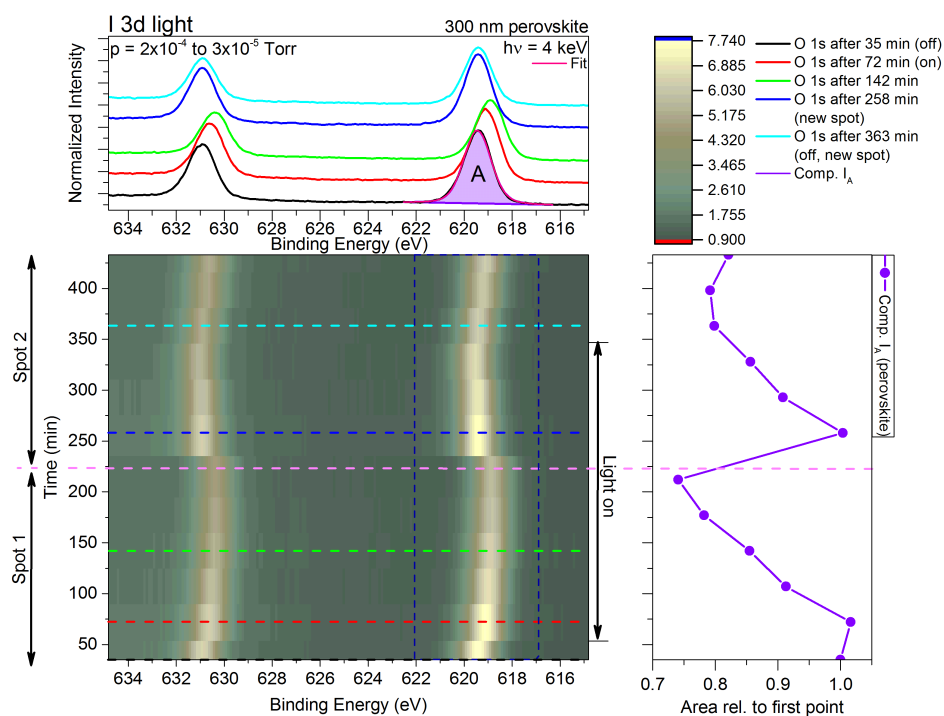 I 3d light
300 nm perovskite
p = 2x10⁻⁴ to 3x10⁻⁵ Torr
hν = 4 keV
Fit
A
Normalized Intensity
634 632 630 628 626 624 622 620 618 616
Binding Energy (eV)
7.740
6.885
6.030
5.175
4.320
3.465
2.610
1.755
0.900
O 1s after 35 min (off)
O 1s after 72 min (on)
O 1s after 142 min
O 1s after 258 min
(new spot)
O 1s after 363 min
(off, new spot)
Comp. I_A
Spot 2
Spot 1
Time (min)
400
350
300
250
200
150
100
50
634 632 630 628 626 624 622 620 618 616
Binding Energy (eV)
Light on
Comp. I_A (perovskite)
0.7 0.8 0.9 1.0
Area rel. to first point